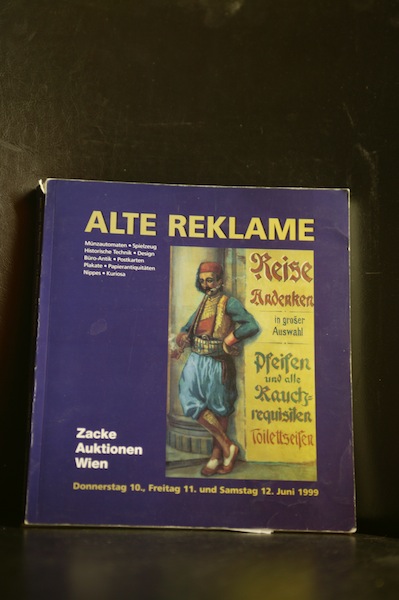 ALTE REKLAME
Münzautomaten • Spielzeug
Historische Technik • Design
Büro-Antik • Postkarten
Plakate • Papierantiquitäten
Nippes • Kuriosa
Reise
Andenken
in großer
Auswahl
Pfeifen
und alle
Rauch-
requisiten
Toilettseifen
Zacke
Auktionen
Wien
Donnerstag 10., Freitag 11. und Samstag 12. Juni 1999